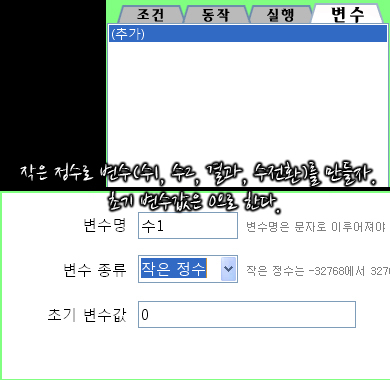 조건 동작 실행 변수
(추가)
작은 정수로 변수(수1, 수2, 결과, 수전환)를 만들자.
초기 변수값은 0으로 한다.
변수명 수1 변수명은 문자로 이루어져야
변수 종류 작은 정수 작은 정수는 -32768에서 327
초기 변수값 0